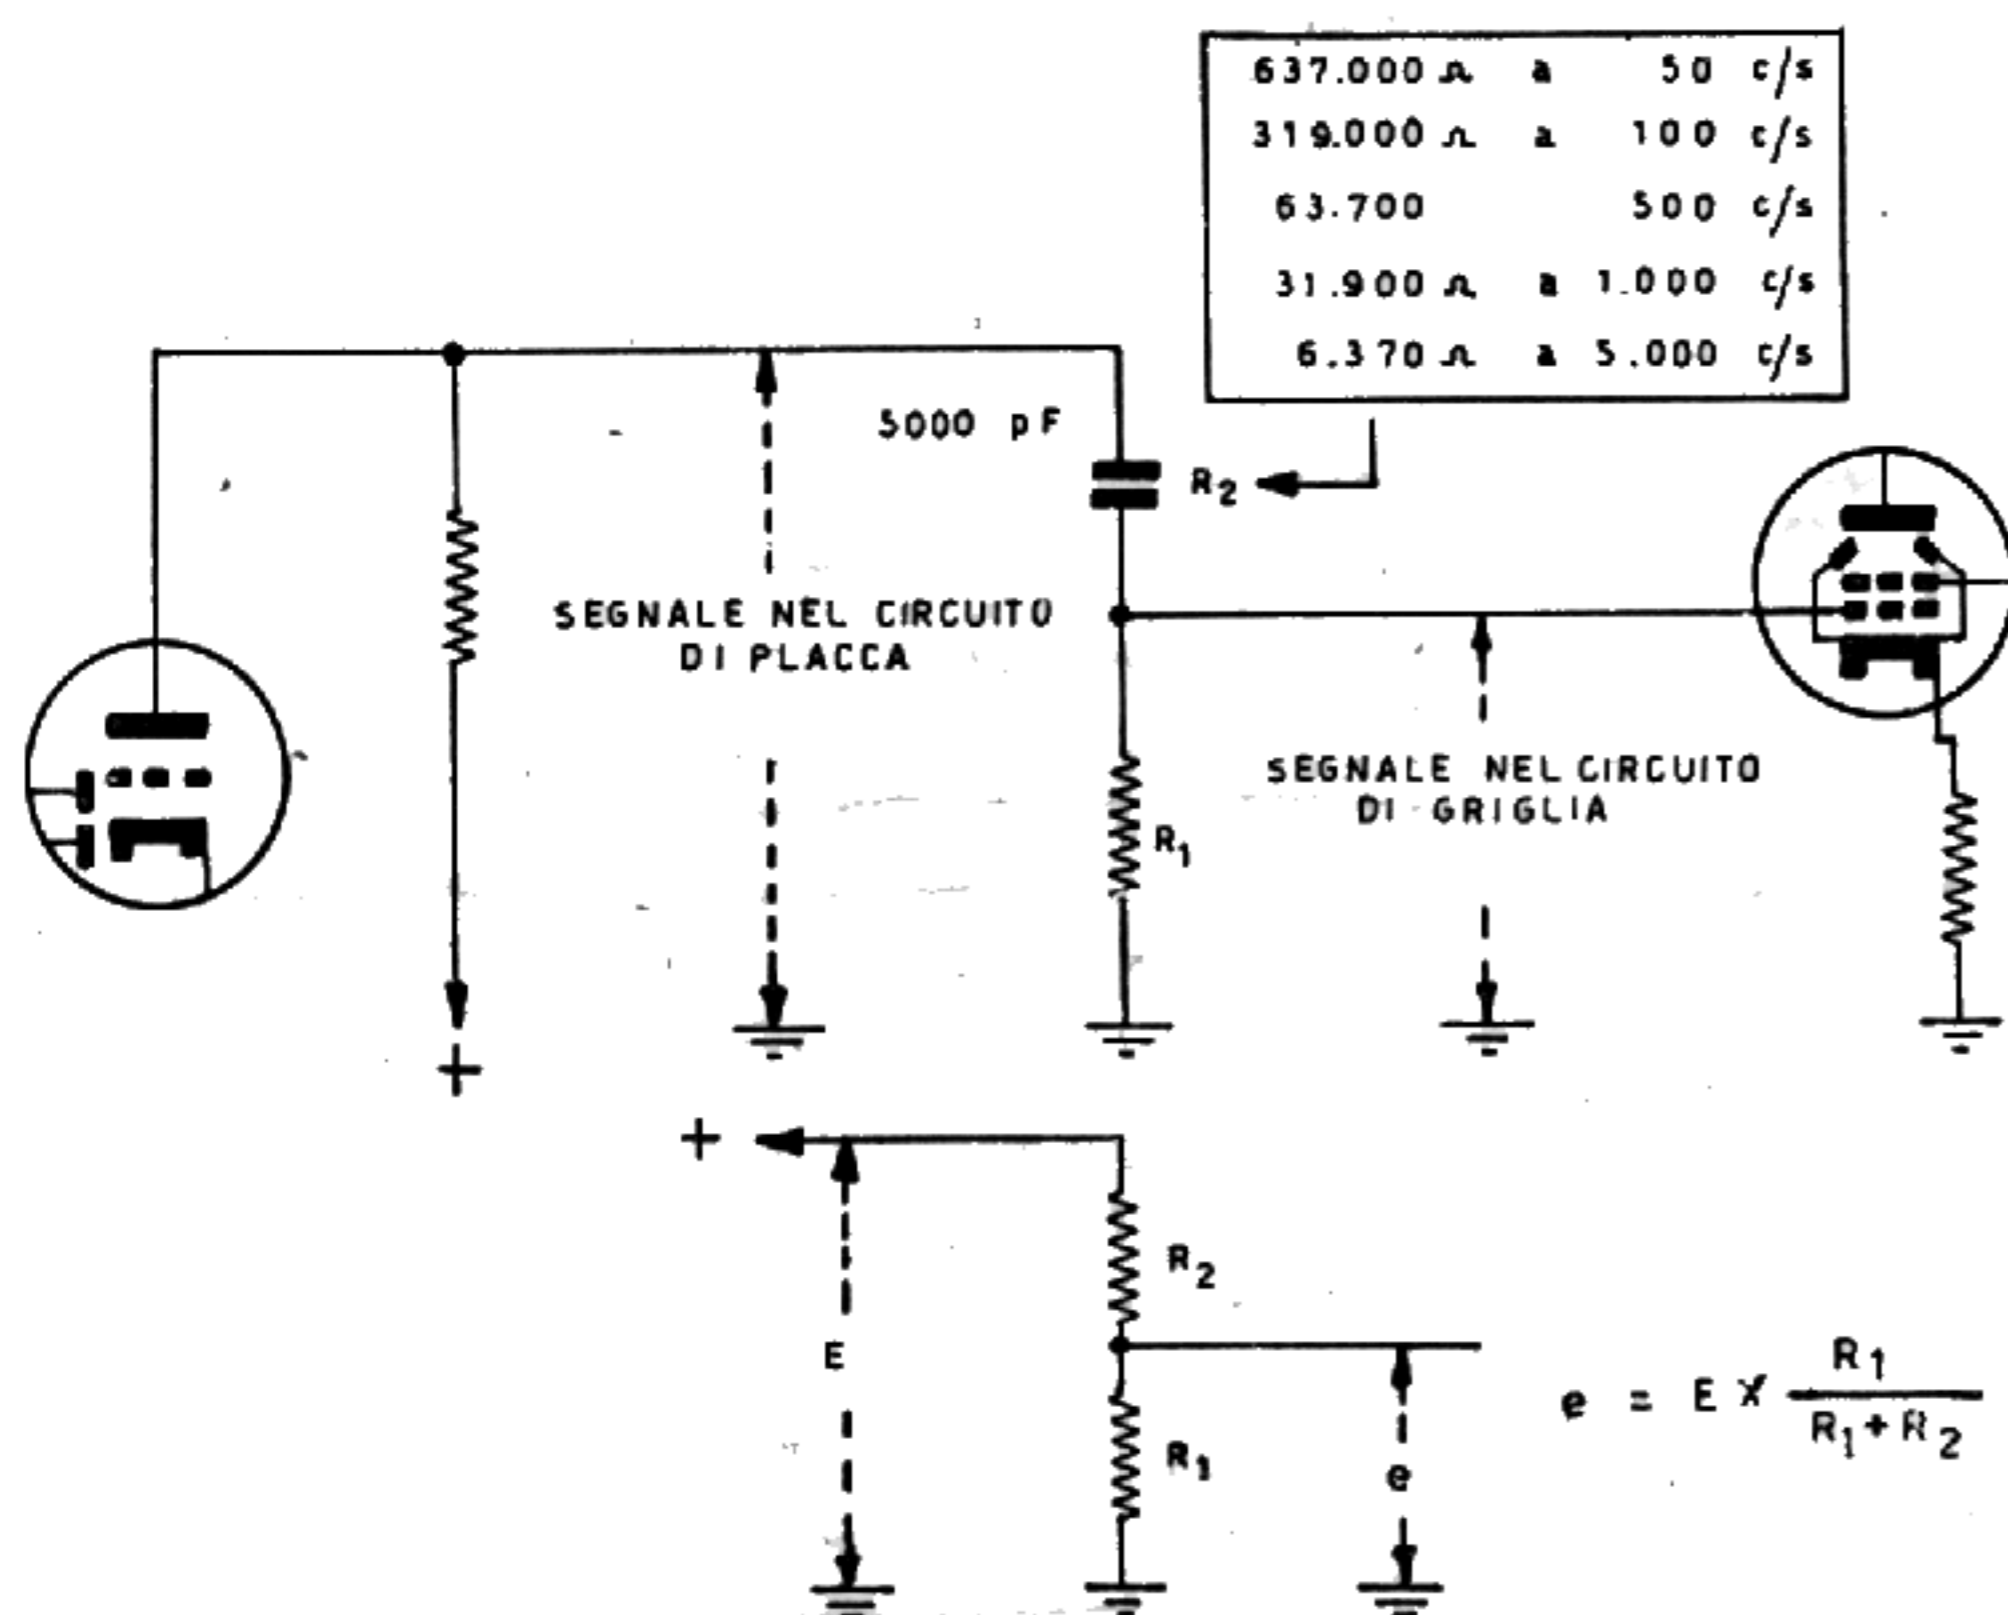 637.000 Ω a 50 c/s
319.000 Ω a 100 c/s
63.700 500 c/s
31.900 Ω a 1.000 c/s
6.370 Ω a 5.000 c/s
5000 pF
R2
SEGNALE NEL CIRCUITO
DI PLACCA
R1
SEGNALE NEL CIRCUITO
DI GRIGLIA
+
+
R2
E
R1
e
e = E × R1
R1 + R2